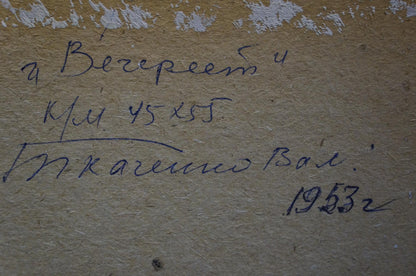 „Вечереет"
К/М 45х55.
Ткаченко Вал.
1953г